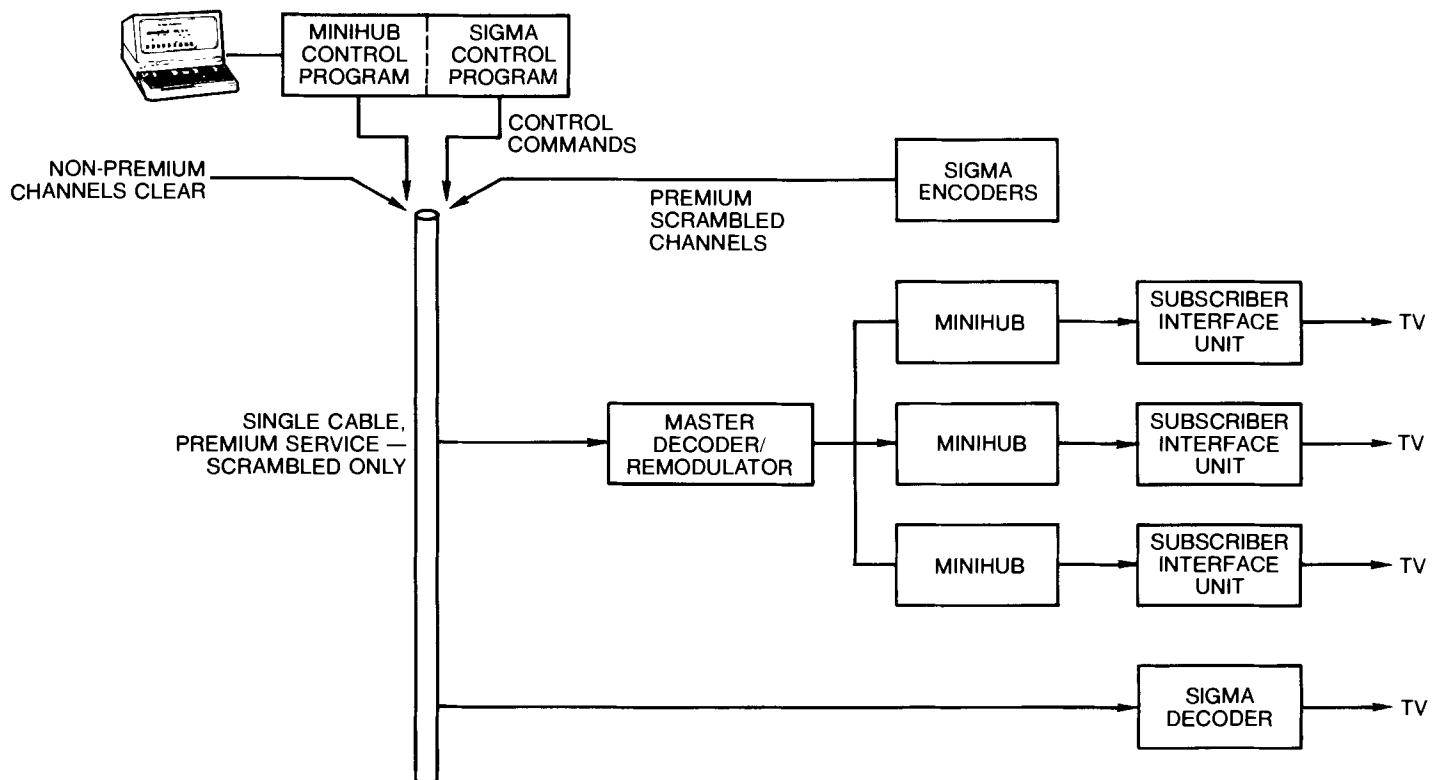 MINIHUB
CONTROL
PROGRAM
SIGMA
CONTROL
PROGRAM
CONTROL
COMMANDS
NON-PREMIUM
CHANNELS CLEAR
PREMIUM
SCRAMBLED
CHANNELS
SIGMA
ENCODERS
MINIHUB
SUBSCRIBER
INTERFACE
UNIT
TV
SINGLE CABLE,
PREMIUM SERVICE —
SCRAMBLED ONLY
MASTER
DECODER/
REMODULATOR
MINIHUB
SUBSCRIBER
INTERFACE
UNIT
TV
MINIHUB
SUBSCRIBER
INTERFACE
UNIT
TV
SIGMA
DECODER
TV